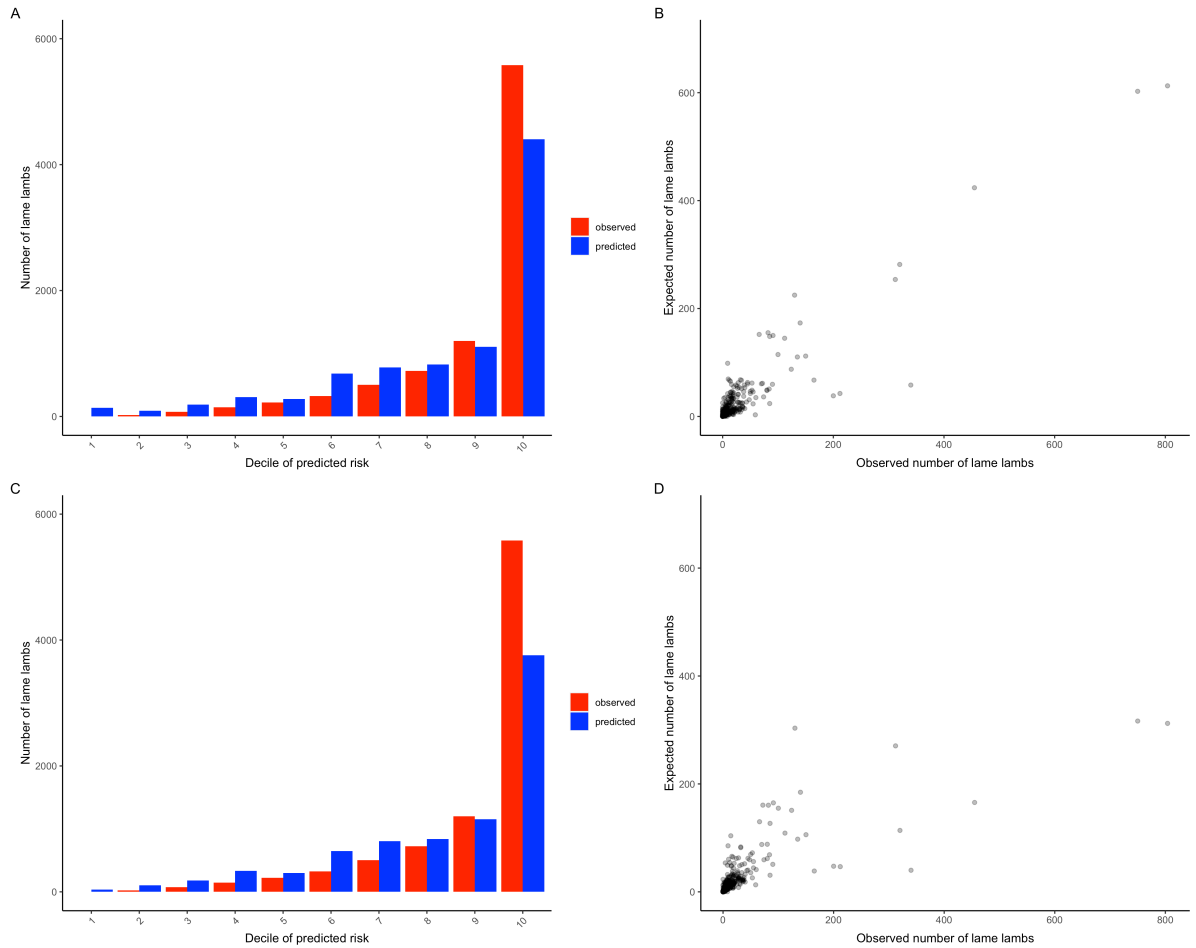 A
6000
4000
2000
0
Number of lame lambs
1 2 3 4 5 6 7 8 9 10
Decile of predicted risk
observed
predicted
B
600
400
200
0
Expected number of lame lambs
0 200 400 600 800
Observed number of lame lambs
C
6000
4000
2000
0
Number of lame lambs
1 2 3 4 5 6 7 8 9 10
Decile of predicted risk
observed
predicted
D
600
400
200
0
Expected number of lame lambs
0 200 400 600 800
Observed number of lame lambs